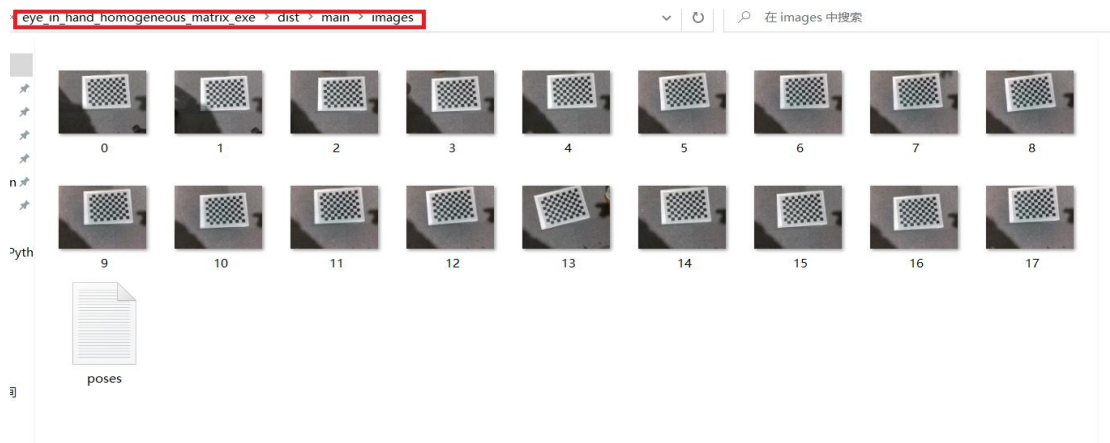 eye_in_hand_homogeneous_matrix_exe > dist > main > images
在 images 中搜索
0 1 2 3 4 5 6 7 8
n
9 10 11 12 13 14 15 16 17
Pyth
poses